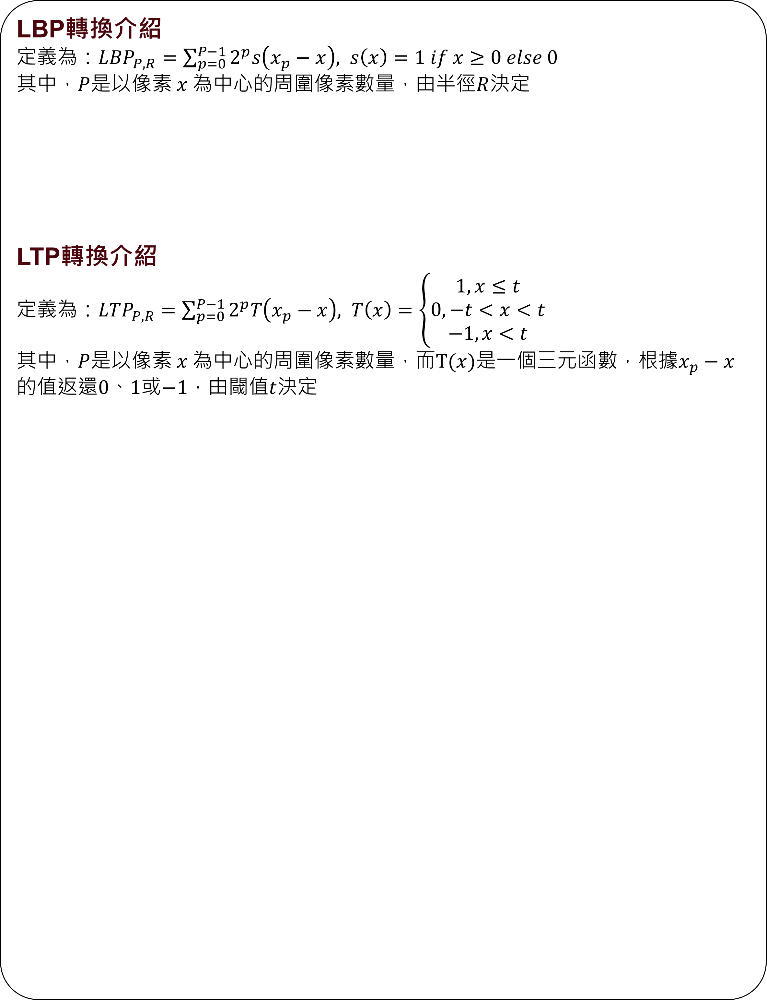 LBP轉換介紹
定義為：$LBP_{P,R} = \sum_{p=0}^{P-1} 2^p s(x_p - x),\ s(x) = 1\ if\ x \geq 0\ else\ 0$
其中，$P$是以像素 $x$ 為中心的周圍像素數量，由半徑$R$決定
LTP轉換介紹
定義為：$LTP_{P,R} = \sum_{p=0}^{P-1} 2^p T(x_p - x),\ T(x) = \begin{cases} 1, x \leq t \\ 0, -t < x < t \\ -1, x < t \end{cases}$
其中，$P$是以像素 $x$ 為中心的周圍像素數量，而T$(x)$是一個三元函數，根據$x_p - x$
的值返還0、1或−1，由閾值$t$決定